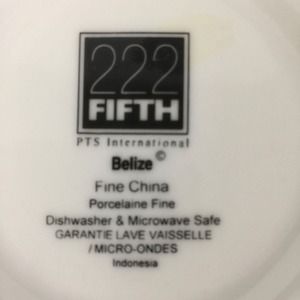 222
FIFTH
PTS International
Belize©
Fine China
Porcelaine Fine
Dishwasher & Microwave Safe
GARANTIE LAVE VAISSELLE
/MICRO-ONDES
Indonesia